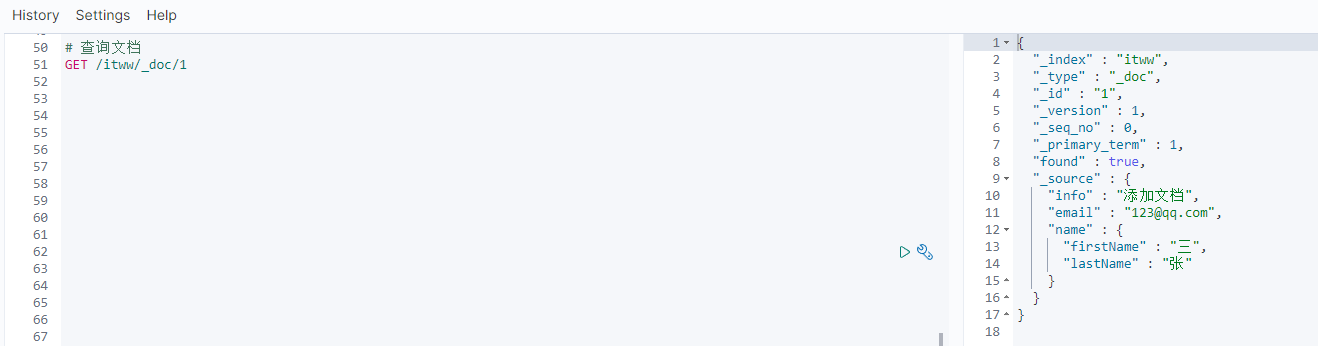 History Settings Help
50 # 查询文档
51 GET /itww/_doc/1
52
53
54
55
56
57
58
59
60
61
62
63
64
65
66
67
1 {
2 "_index" : "itww",
3 "_type" : "_doc",
4 "_id" : "1",
5 "_version" : 1,
6 "_seq_no" : 0,
7 "_primary_term" : 1,
8 "found" : true,
9 "_source" : {
10 "info" : "添加文档",
11 "email" : "123@qq.com",
12 "name" : {
13 "firstName" : "三",
14 "lastName" : "张"
15 }
16 }
17 }
18